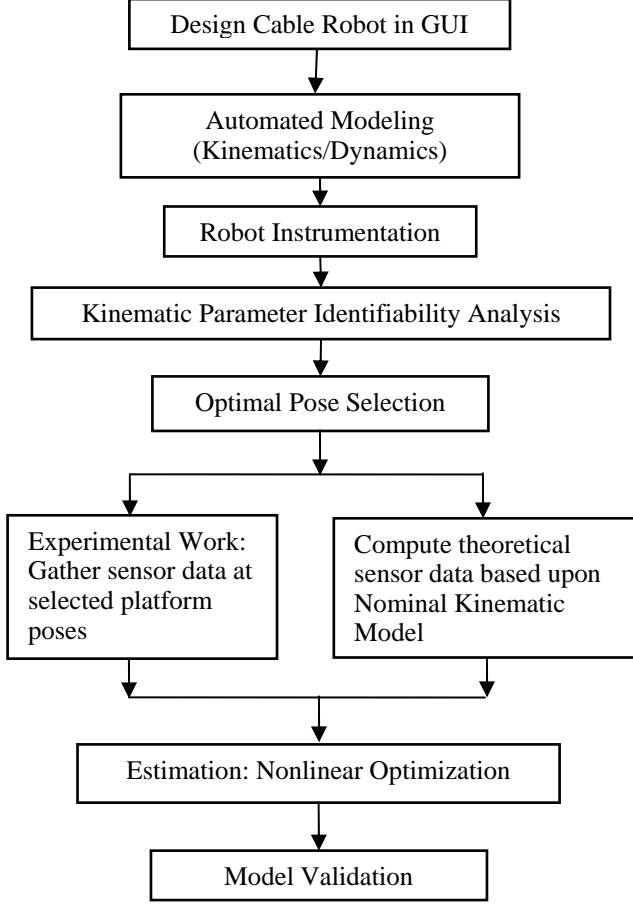 Design Cable Robot in GUI
Automated Modeling
(Kinematics/Dynamics)
Robot Instrumentation
Kinematic Parameter Identifiability Analysis
Optimal Pose Selection
Experimental Work:
Gather sensor data at
selected platform
poses
Compute theoretical
sensor data based upon
Nominal Kinematic
Model
Estimation: Nonlinear Optimization
Model Validation